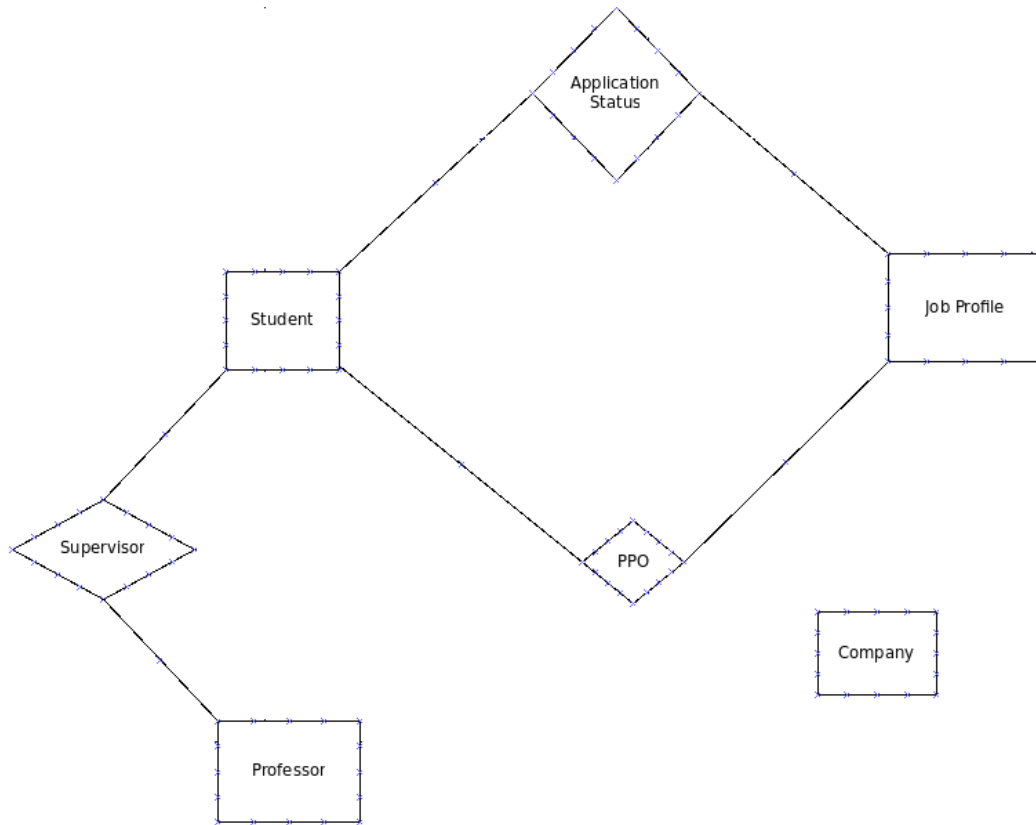 Application
Status
Student
Job Profile
Supervisor
PPO
Company
Professor